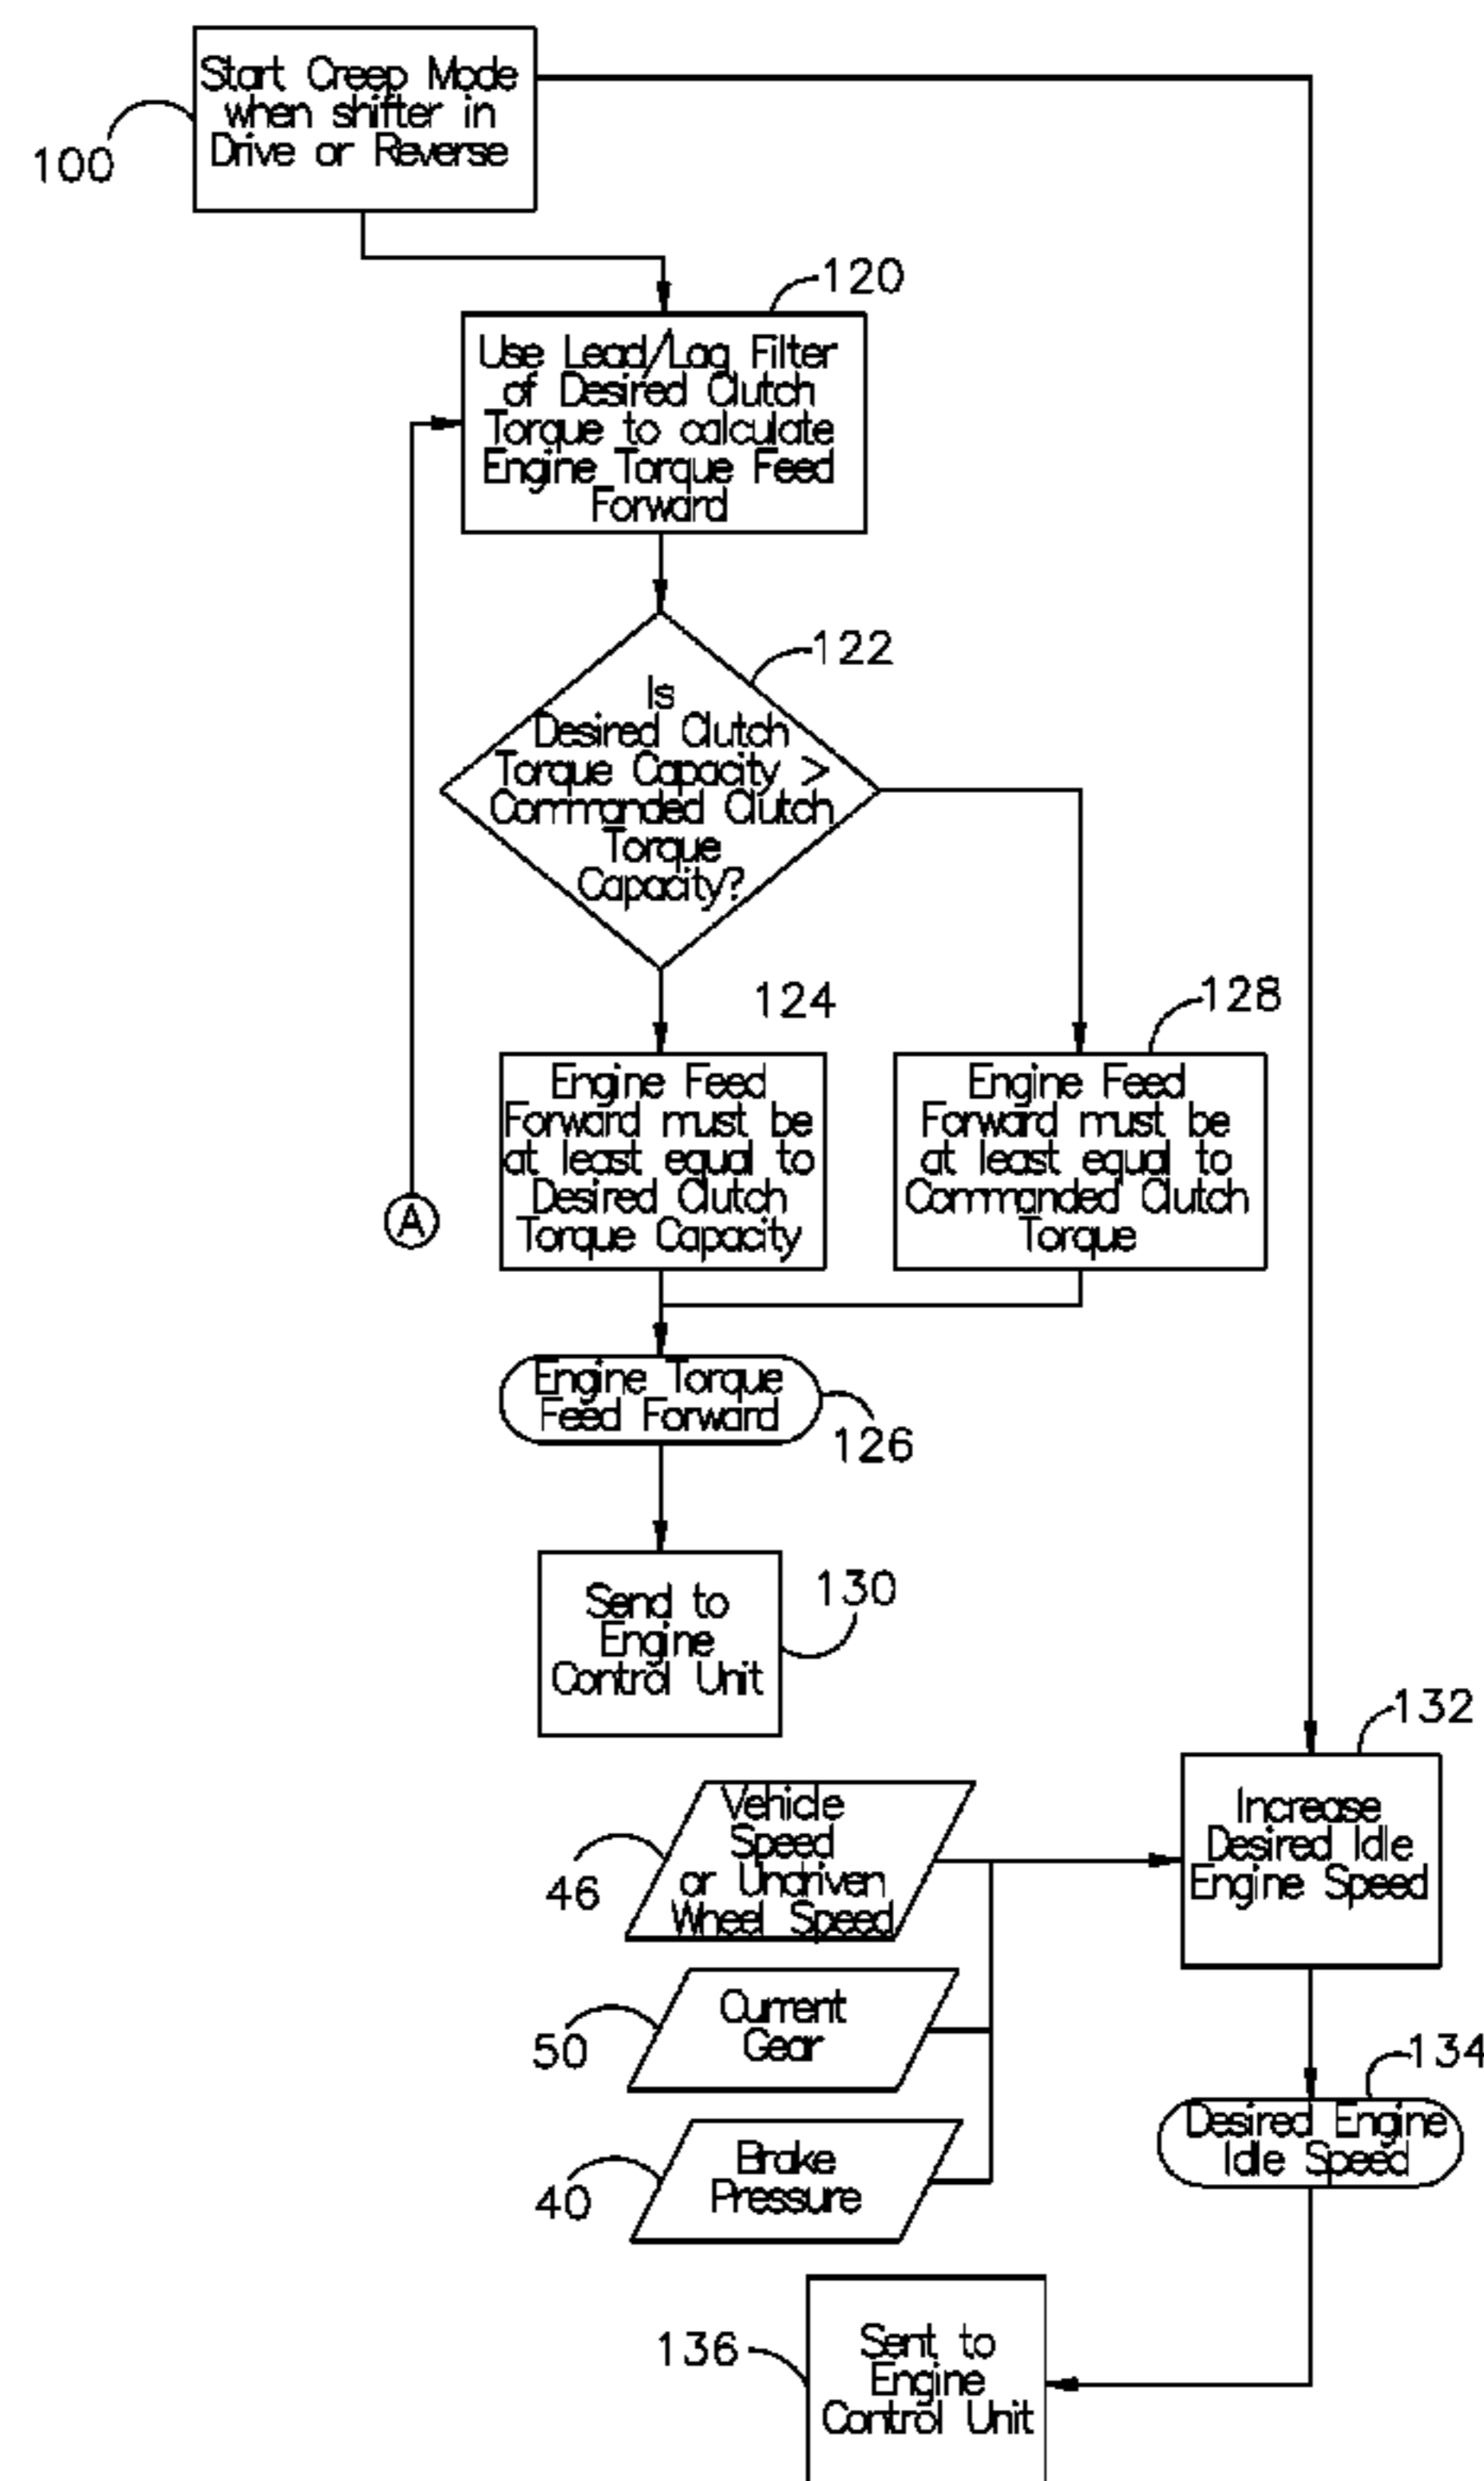 Start Creep Mode
when shifter in
Drive or Reverse
100
120
Use Lead/Lag Filter
of Desired Clutch
Torque to calculate
Engine Torque Feed
Forward
122
Is
Desired Clutch
Torque Capacity >
Commanded Clutch
Torque
Capacity?
124
128
Engine Feed
Forward must be
at least equal to
Desired Clutch
Torque Capacity
Engine Feed
Forward must be
at least equal to
Commanded Clutch
Torque
A
Engine Torque
Feed Forward
126
Send to
Engine
Control Unit
130
132
Increase
Desired Idle
Engine Speed
Vehicle
Speed
or Undriven
Wheel Speed
46
Current
Gear
50
134
Desired Engine
Idle Speed
Brake
Pressure
40
136
Sent to
Engine
Control Unit